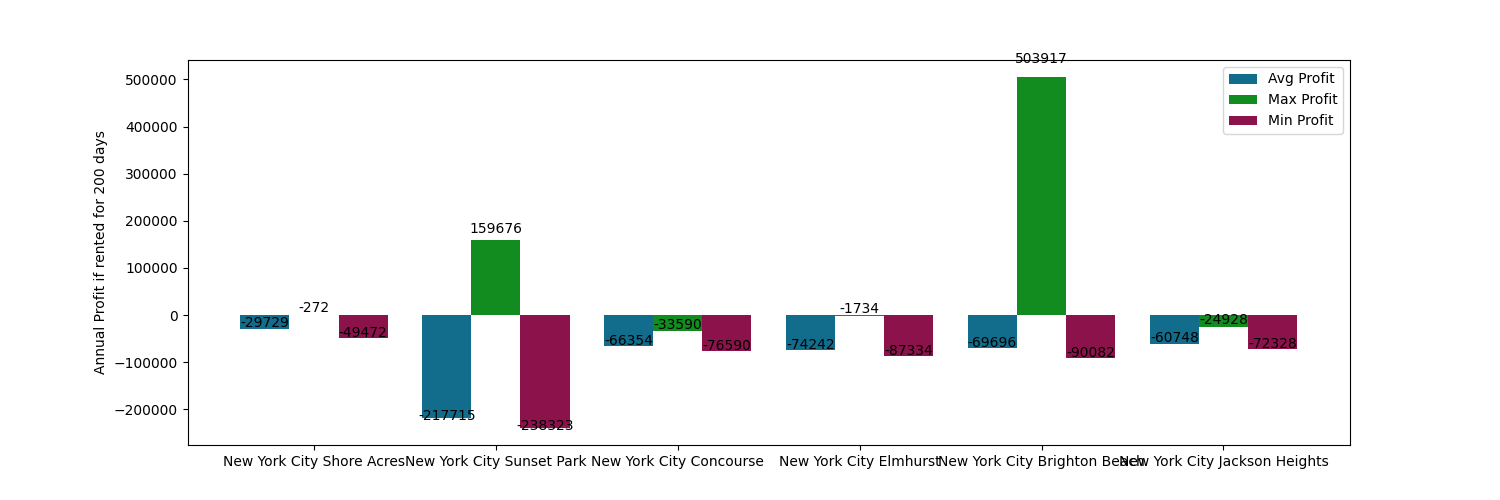 503917
500000
400000
300000
200000
100000
0
−100000
−200000
Annual Profit if rented for 200 days
Avg Profit
Max Profit
Min Profit
-29729
-272
-49472
-217715
159676
-238323
-66354
-33590
-76590
-74242
-1734
-87334
-69696
-90082
-60748
-24928
-72328
New York City Shore Acres
New York City Sunset Park
New York City Concourse
New York City Elmhurst
New York City Brighton Beach
New York City Jackson Heights